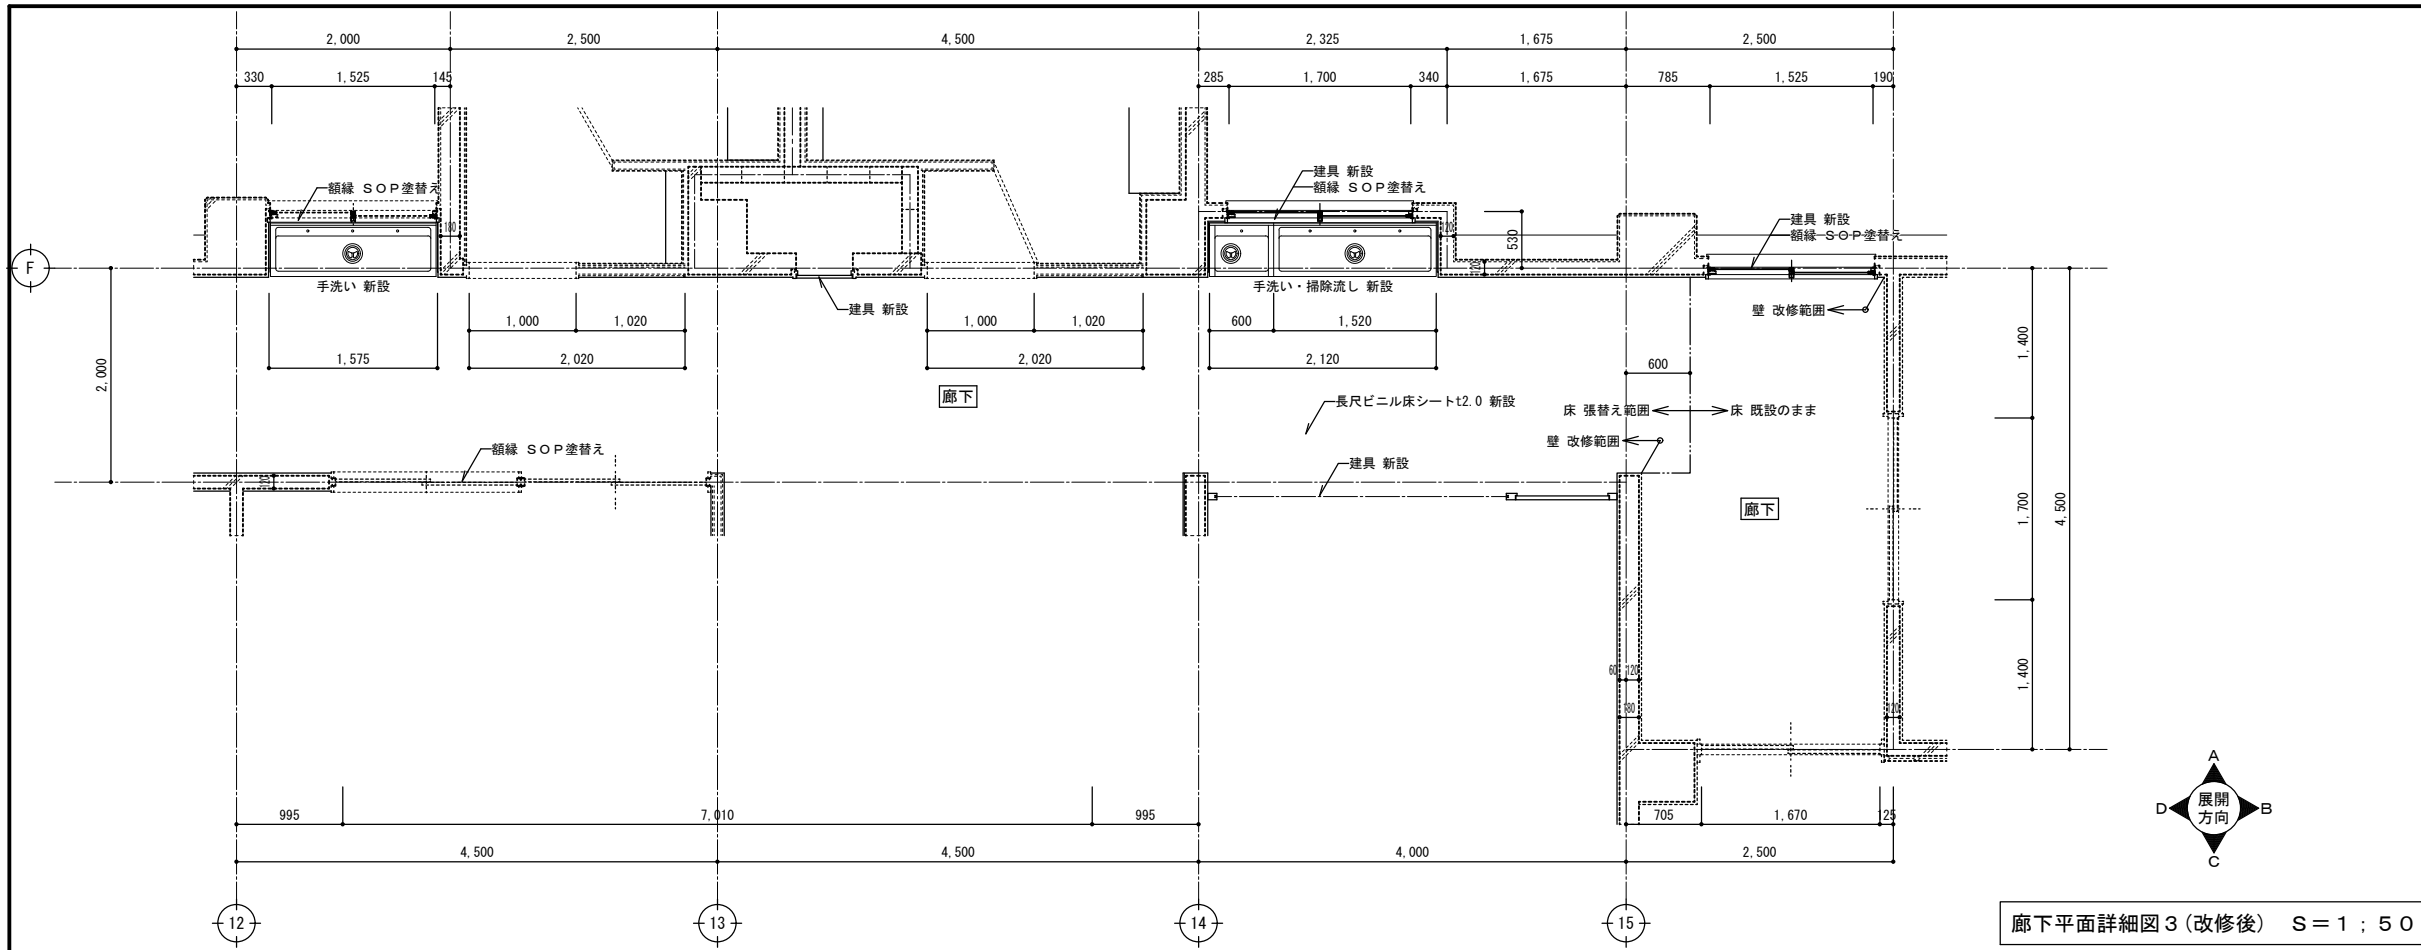 2,000
2,500
4,500
2,325
1,675
2,500
330
1,525
145
285
1,700
340
1,675
785
1,525
190
額縁 ＳＯＰ塗替え
建具 新設
額縁 ＳＯＰ塗替え
建具 新設
額縁 ＳＯＰ塗替え
180
120
530
120
F
手洗い 新設
建具 新設
手洗い・掃除流し 新設
壁 改修範囲
1,000
1,020
1,000
1,020
600
1,520
1,575
2,020
2,020
2,120
600
2,000
1,400
廊下
長尺ビニル床シートt2.0 新設
床 張替え範囲
床 既設のまま
壁 改修範囲
額縁 ＳＯＰ塗替え
建具 新設
120
廊下
1,700
4,500
60
120
180
120
1,400
995
7,010
995
705
1,670
125
4,500
4,500
4,000
2,500
A
D
展開
方向
B
C
12
13
14
15
廊下平面詳細図３(改修後)　Ｓ＝１；５０